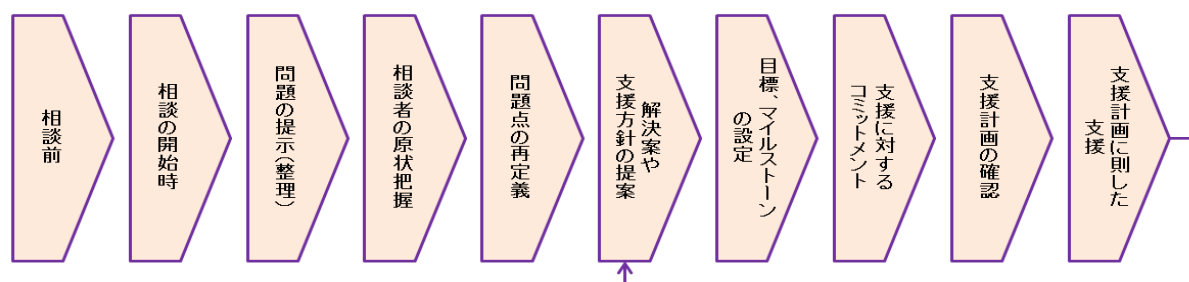 相談前
相談の開始時
問題の提示（整理）
相談者の原状把握
問題点の再定義
解決案や
支援方針の提案
目標、マイルストーン
の設定
支援に対する
コミットメント
支援計画の確認
支援計画に則した
支援